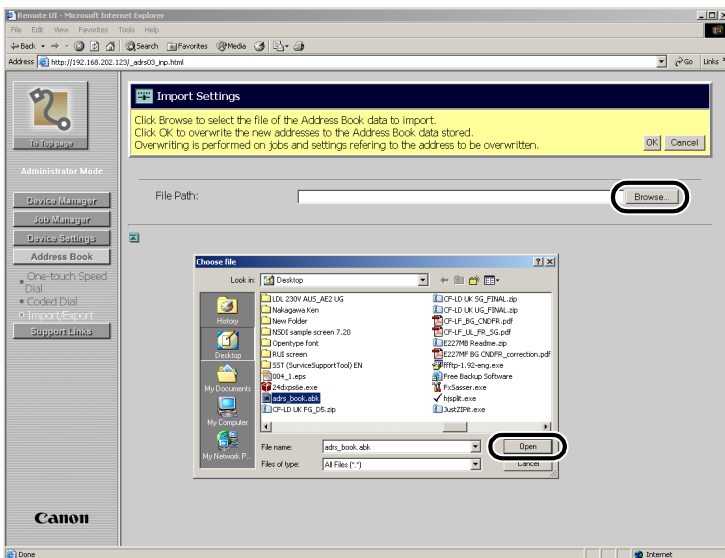 Remote UI - Microsoft Internet Explorer
File Edit View Favorites Tools Help
Back Search Favorites Media
Address http://192.168.202.123/_adrs03_inp.html Go Links
Import Settings
Click Browse to select the file of the Address Book data to import.
Click OK to overwrite the new addresses to the Address Book data stored.
Overwriting is performed on jobs and settings refering to the address to be overwritten.
OK Cancel
To Top page
Administrator Mode
Device Manager
Job Manager
Device Settings
Address Book
One-touch Speed
Dial
Coded Dial
Import/Export
Support Links
Canon
File Path: Browse...
Choose file
Look in: Desktop
History
Desktop
My Documents
My Computer
My Network P...
LDL 230V AUS_AE2 UG
Nakagawa Ken
New Folder
NSDI sample screen 7.20
Opentype font
RUI screen
SST (ServiceSupportTool) EN
004_1.eps
24dxps6e.exe
adrs_book.abk
CF-LD UK FG_D5.zip
CF-LD UK SG_FINAL.zip
CF-LD UK UG_FINAL.zip
CF-LF_BG_CNDFR.pdf
CF-LF_UL_FR_SG.pdf
E227MB Readme.zip
E227MF BG CNDFR_correction.pdf
ffftp-1.92-eng.exe
Free Backup Software
FxSasser.exe
hjsplit.exe
JustZIPit.exe
File name: adrs_book.abk Open
Files of type: All Files (*.*) Cancel
Done Internet